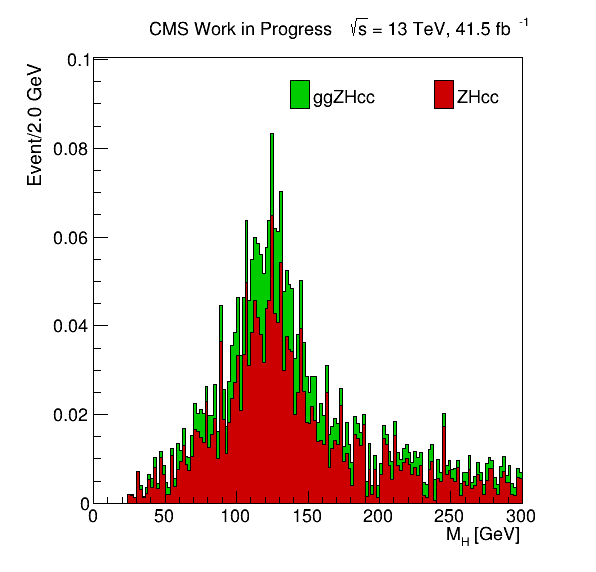 CMS Work in Progress √s = 13 TeV, 41.5 fb⁻¹
Event/2.0 GeV
0.1
ggZHcc
ZHcc
0.08
0.06
0.04
0.02
0
0 50 100 150 200 250 300
M_H [GeV]